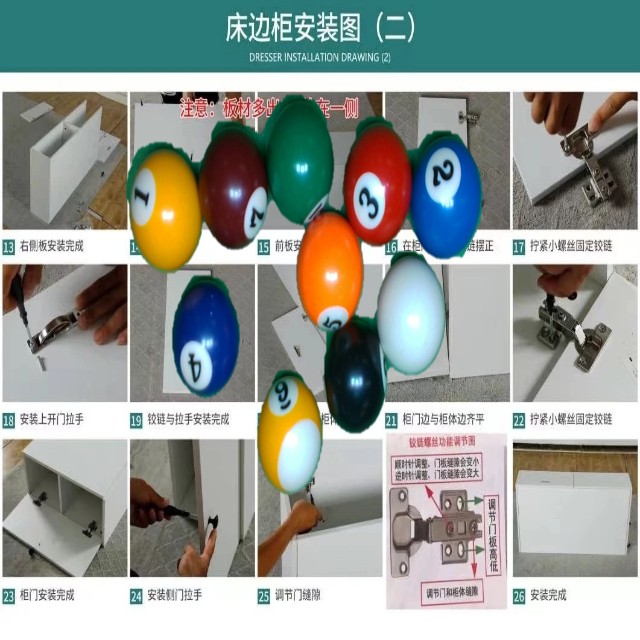 床边柜安装图（二）
DRESSER INSTALLATION DRAWING (2)
注意：板材多出
在一侧
13 右侧板安装完成
14
15 前板安
16 在柜
链摆正
17 拧紧小螺丝固定铰链
18 安装上开门拉手
19 铰链与拉手安装完成
21 柜门边与柜体边齐平
22 拧紧小螺丝固定铰链
铰链螺丝功能调节图
顺时针调整，门板缝隙会变小
逆时针调整，门板缝隙会变大
调节门板高低
调节门和柜体缝隙
23 柜门安装完成
24 安装侧门拉手
25 调节门缝隙
26 安装完成
1
7
3
2
5
4
6